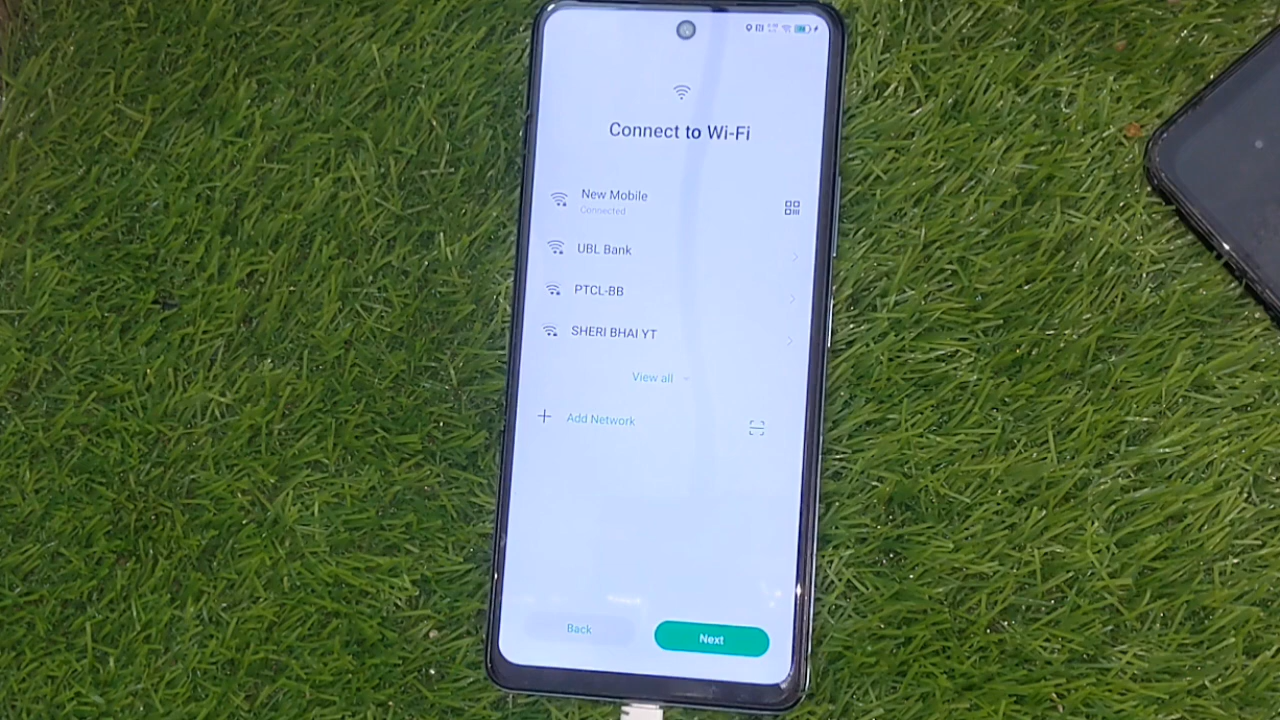 Connect to Wi-Fi
New Mobile
Connected
UBL Bank
PTCL-BB
SHERI BHAI YT
View all
Add Network
Back
Next